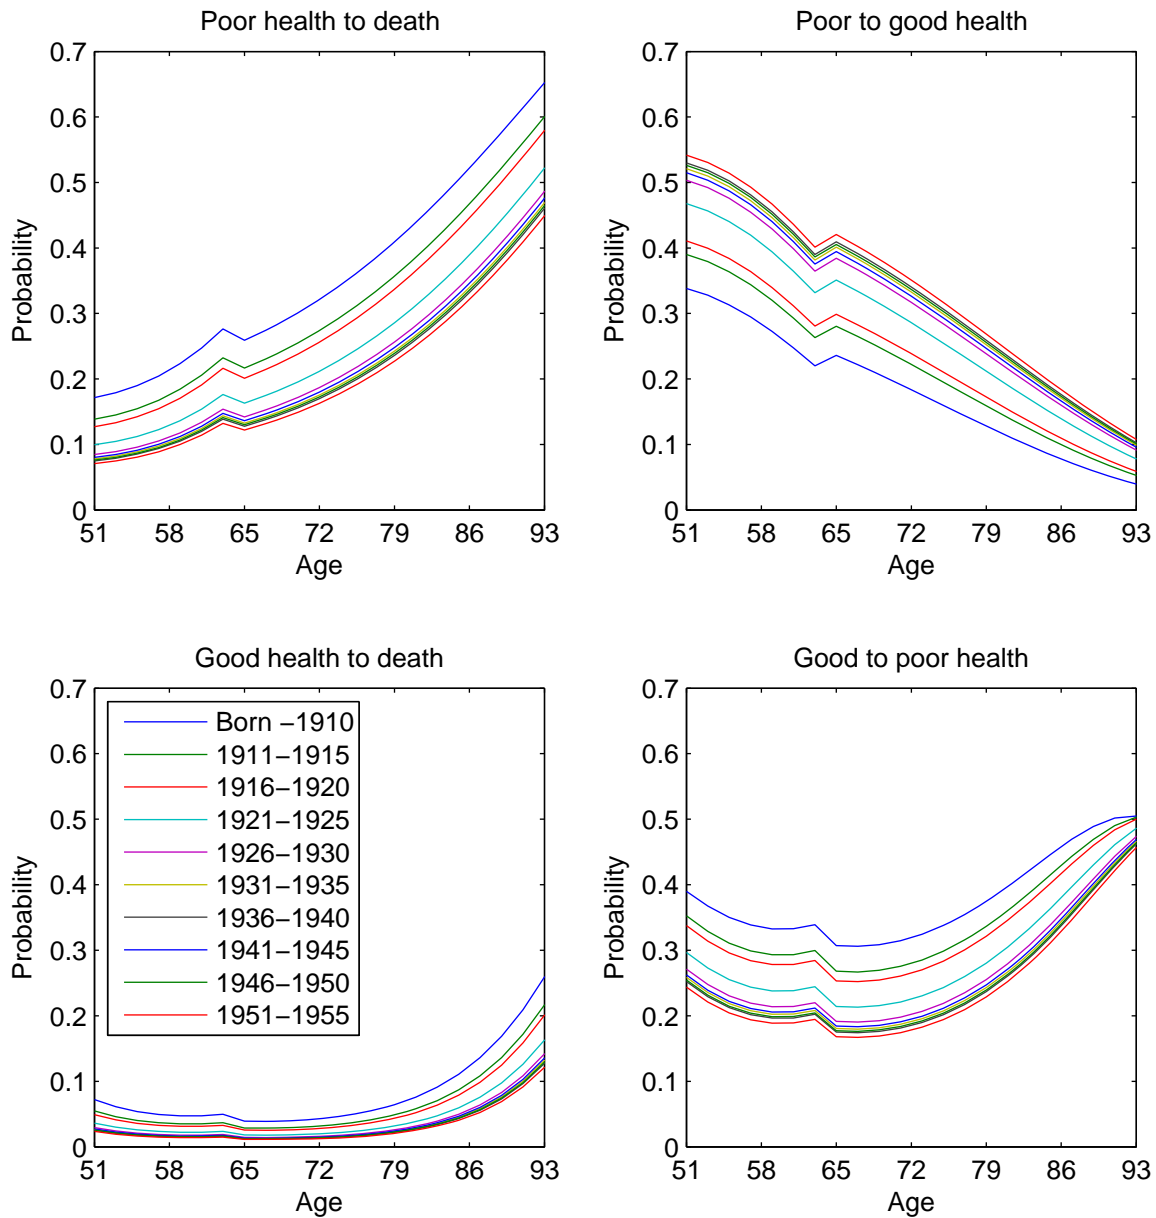 Poor health to death
0.7
0.6
0.5
0.4
0.3
0.2
0.1
0
Probability
51 58 65 72 79 86 93
Age
Poor to good health
0.7
0.6
0.5
0.4
0.3
0.2
0.1
0
Probability
51 58 65 72 79 86 93
Age
Good health to death
0.7
0.6
0.5
0.4
0.3
0.2
0.1
0
Probability
Born −1910
1911−1915
1916−1920
1921−1925
1926−1930
1931−1935
1936−1940
1941−1945
1946−1950
1951−1955
51 58 65 72 79 86 93
Age
Good to poor health
0.7
0.6
0.5
0.4
0.3
0.2
0.1
0
Probability
51 58 65 72 79 86 93
Age